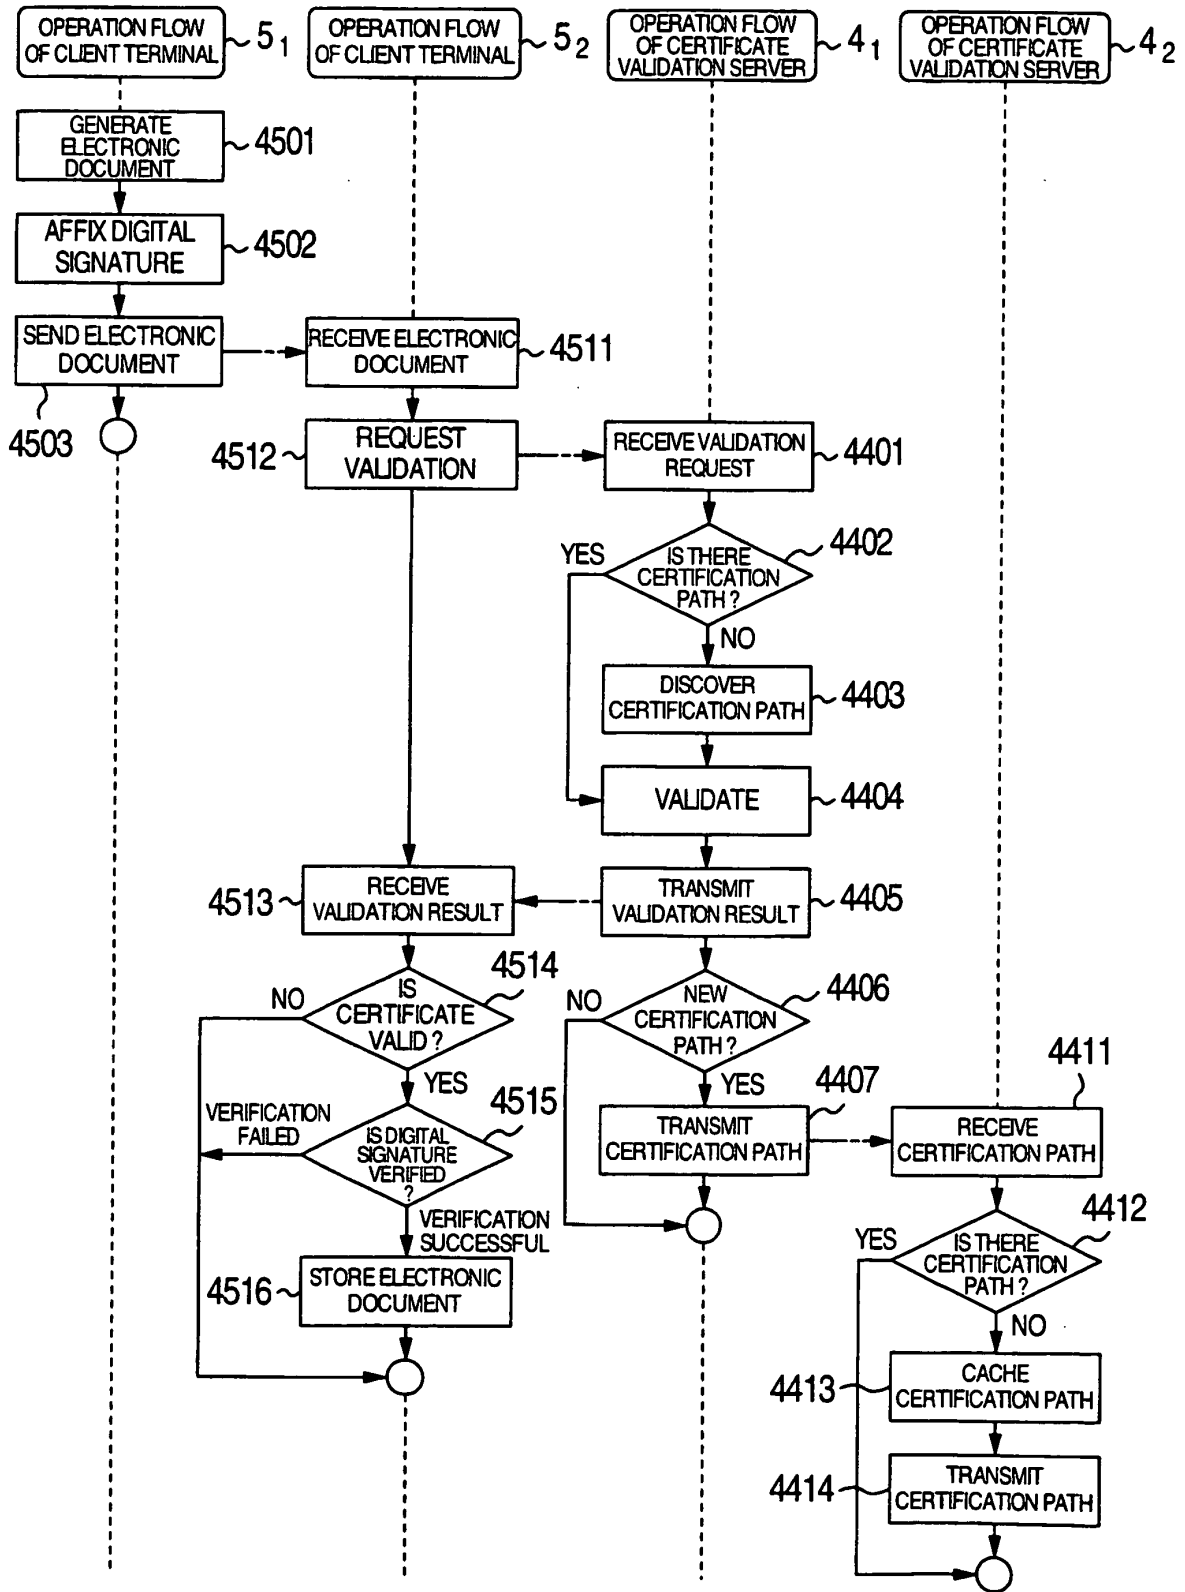 OPERATION FLOW
OF CLIENT TERMINAL
5₁
OPERATION FLOW
OF CLIENT TERMINAL
5₂
OPERATION FLOW
OF CERTIFICATE
VALIDATION SERVER
4₁
OPERATION FLOW
OF CERTIFICATE
VALIDATION SERVER
4₂
GENERATE
ELECTRONIC
DOCUMENT
4501
AFFIX DIGITAL
SIGNATURE
4502
SEND ELECTRONIC
DOCUMENT
4503
RECEIVE ELECTRONIC
DOCUMENT
4511
4512
REQUEST
VALIDATION
RECEIVE VALIDATION
REQUEST
4401
YES
IS THERE
CERTIFICATION
PATH ?
4402
NO
DISCOVER
CERTIFICATION PATH
4403
VALIDATE
4404
4513
RECEIVE
VALIDATION RESULT
TRANSMIT
VALIDATION RESULT
4405
NO
IS
CERTIFICATE
VALID ?
4514
YES
NO
NEW
CERTIFICATION
PATH ?
4406
YES
VERIFICATION
FAILED
IS DIGITAL
SIGNATURE
VERIFIED
?
4515
TRANSMIT
CERTIFICATION PATH
4407
RECEIVE
CERTIFICATION PATH
4411
VERIFICATION
SUCCESSFUL
4516
STORE ELECTRONIC
DOCUMENT
YES
IS THERE
CERTIFICATION
PATH ?
4412
NO
4413
CACHE
CERTIFICATION PATH
4414
TRANSMIT
CERTIFICATION PATH